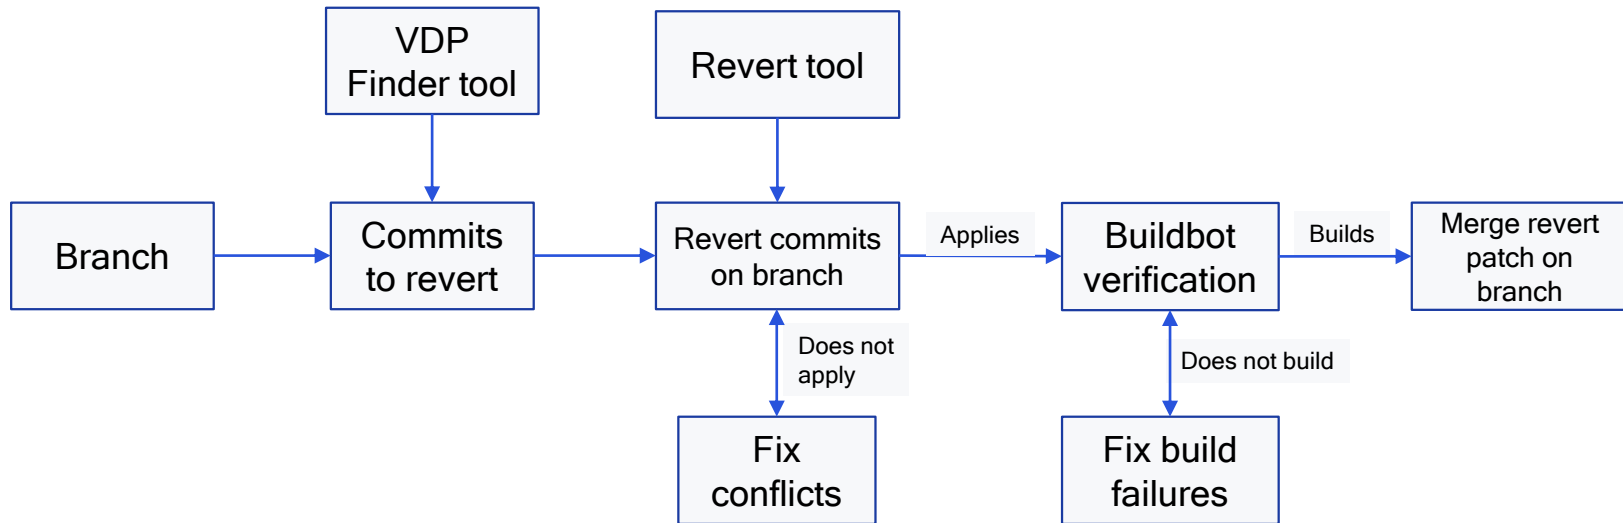 VDP
Finder tool
Revert tool
Branch
Commits
to revert
Revert commits
on branch
Applies
Buildbot
verification
Builds
Merge revert
patch on
branch
Does not
apply
Does not build
Fix
conflicts
Fix build
failures